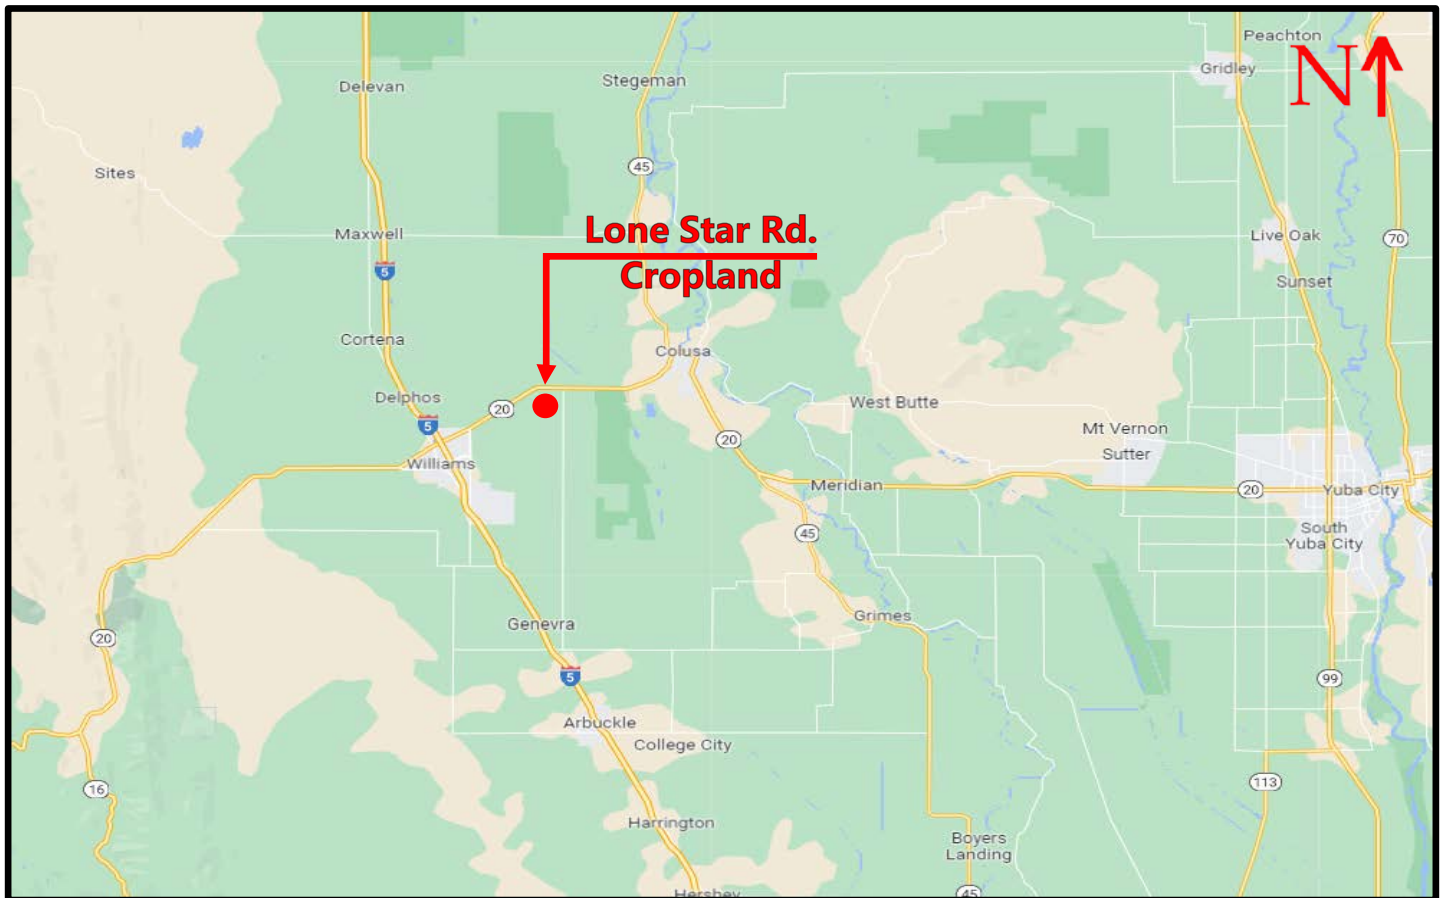 Peachton
N
Gridley
Stegeman
Delevan
45
Sites
Lone Star Rd.
Cropland
Maxwell
Live Oak
70
5
Sunset
Cortena
Colusa
Delphos
20
West Butte
5
Mt Vernon
20
Sutter
Williams
Meridian
20
Yuba City
45
South
Yuba City
Grimes
Genevra
20
5
99
Arbuckle
College City
113
16
Harrington
Boyers
Landing
Hershey
45